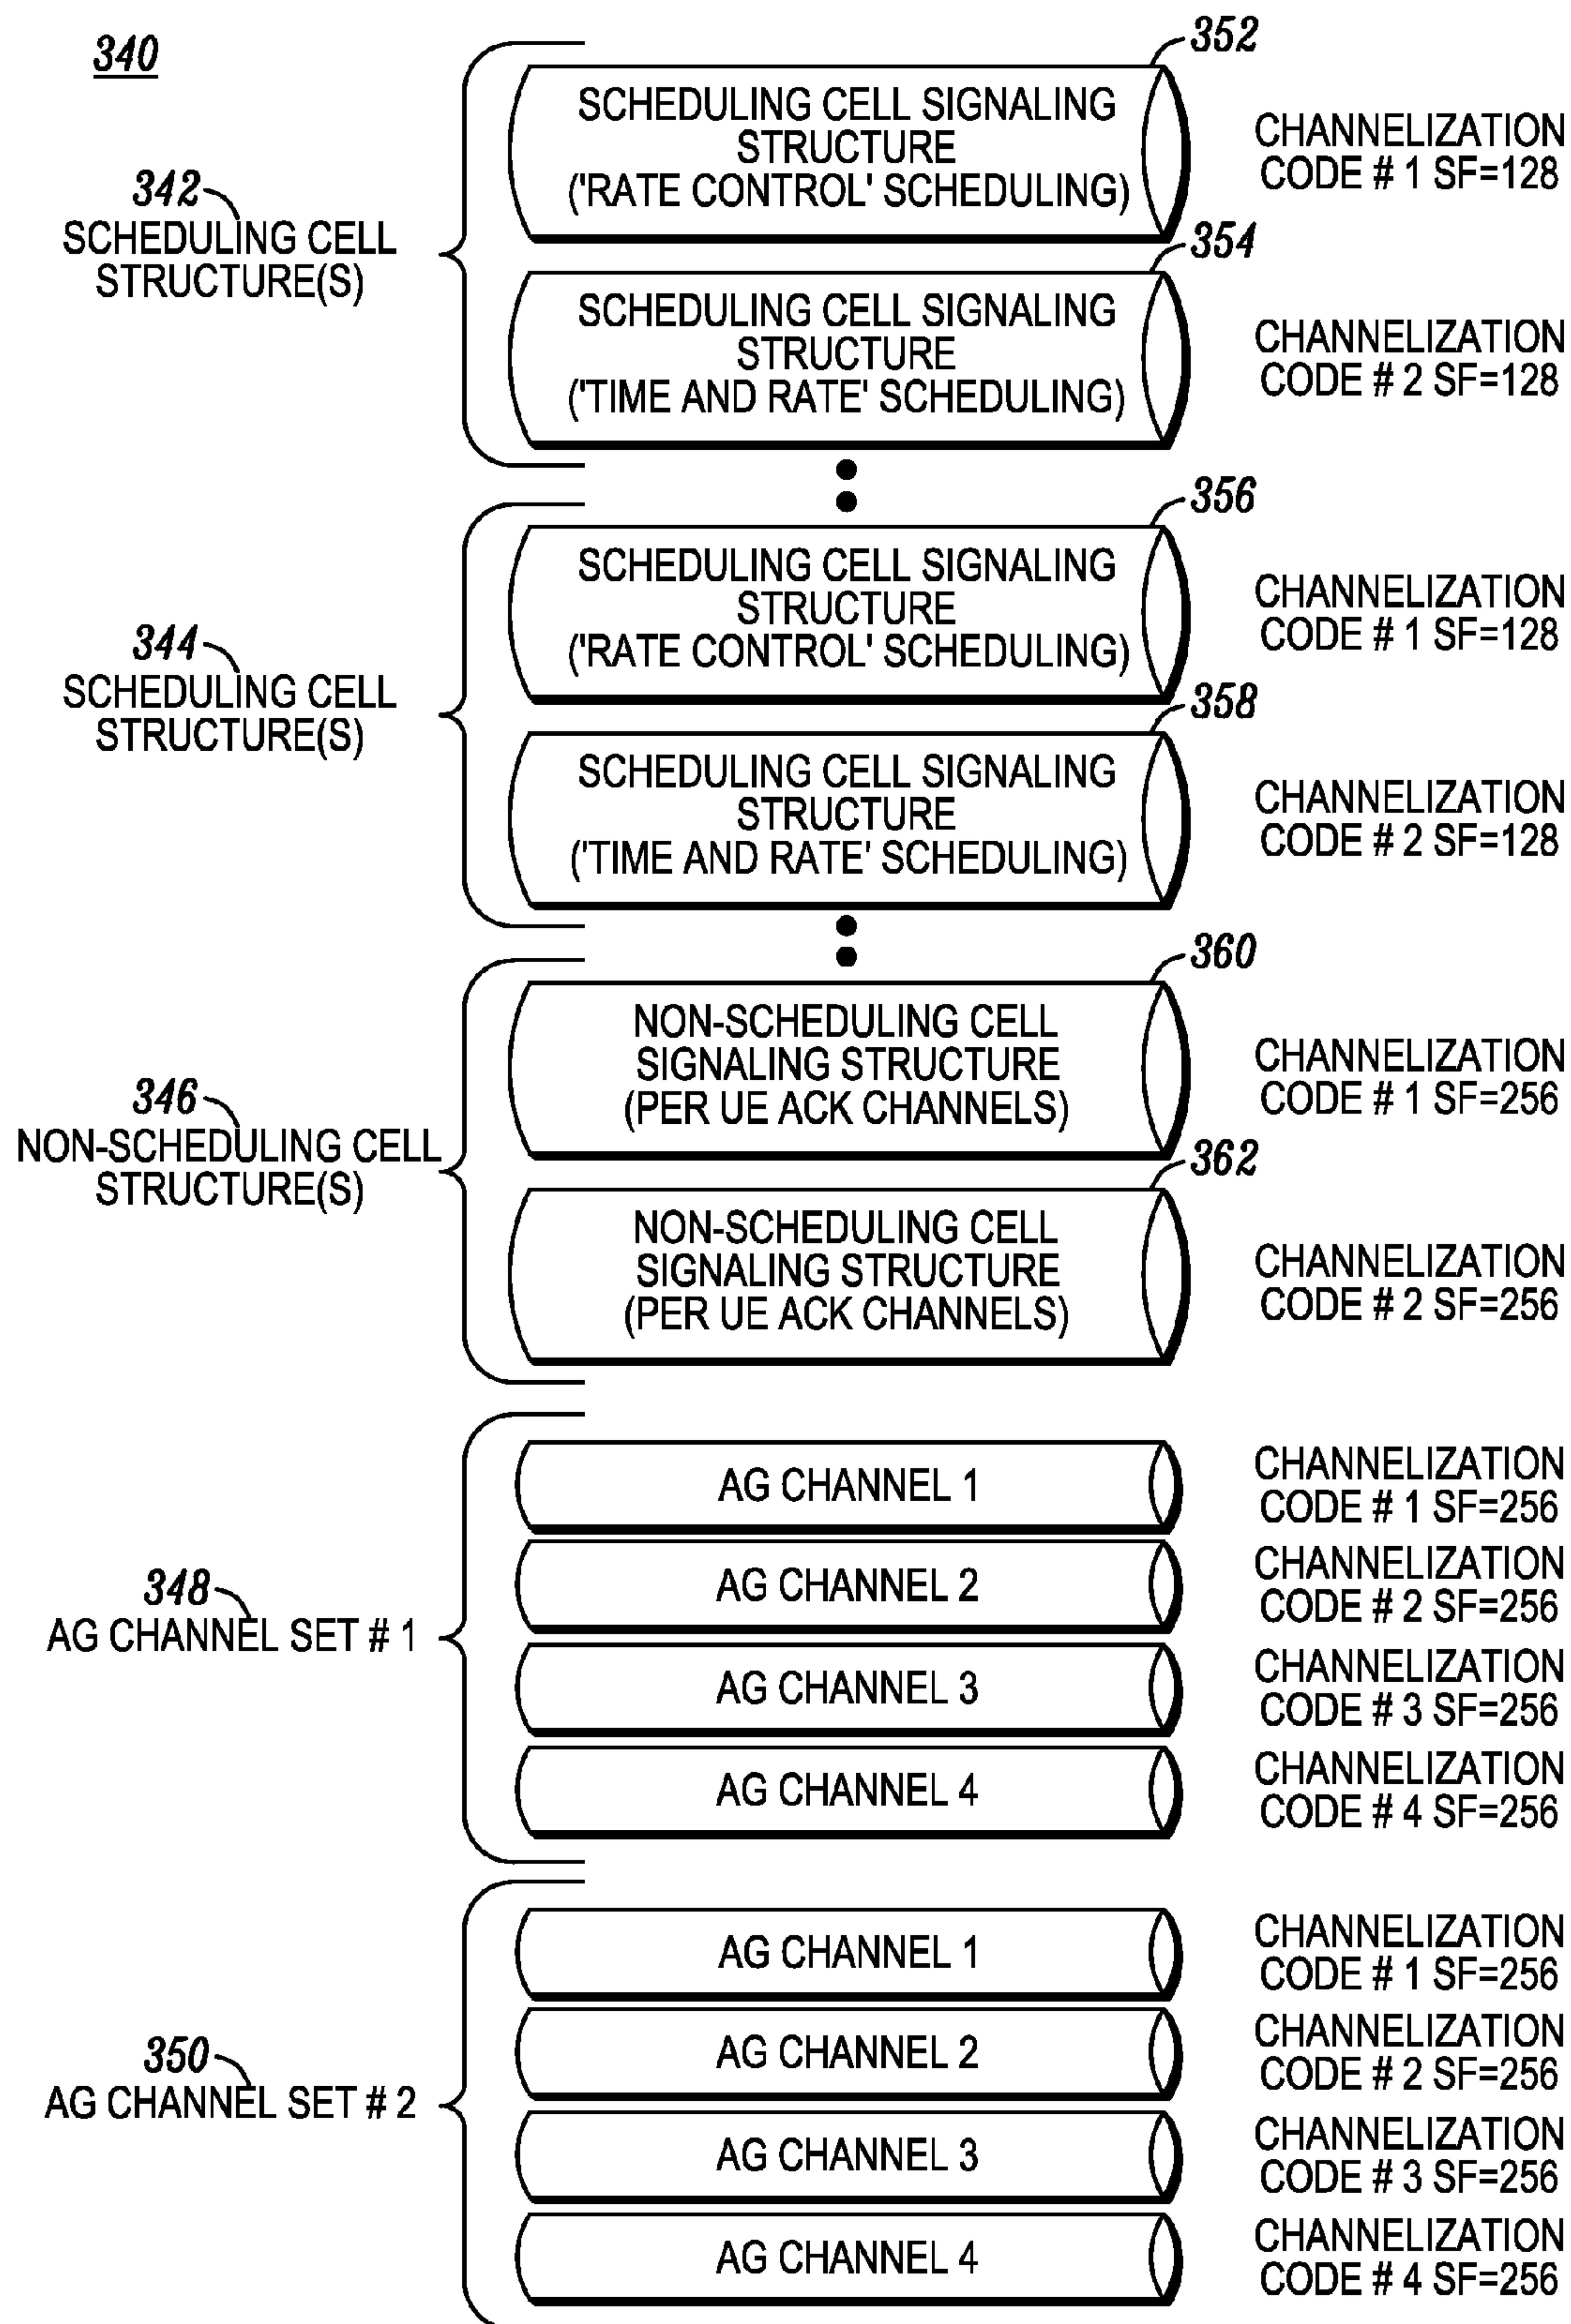 340
352
SCHEDULING CELL SIGNALING
STRUCTURE
('RATE CONTROL' SCHEDULING)
CHANNELIZATION
CODE # 1 SF=128
342
SCHEDULING CELL
STRUCTURE(S)
354
SCHEDULING CELL SIGNALING
STRUCTURE
('TIME AND RATE' SCHEDULING)
CHANNELIZATION
CODE # 2 SF=128
356
SCHEDULING CELL SIGNALING
STRUCTURE
('RATE CONTROL' SCHEDULING)
CHANNELIZATION
CODE # 1 SF=128
344
SCHEDULING CELL
STRUCTURE(S)
358
SCHEDULING CELL SIGNALING
STRUCTURE
('TIME AND RATE' SCHEDULING)
CHANNELIZATION
CODE # 2 SF=128
360
NON-SCHEDULING CELL
SIGNALING STRUCTURE
(PER UE ACK CHANNELS)
CHANNELIZATION
CODE # 1 SF=256
346
NON-SCHEDULING CELL
STRUCTURE(S)
362
NON-SCHEDULING CELL
SIGNALING STRUCTURE
(PER UE ACK CHANNELS)
CHANNELIZATION
CODE # 2 SF=256
AG CHANNEL 1
CHANNELIZATION
CODE # 1 SF=256
AG CHANNEL 2
CHANNELIZATION
CODE # 2 SF=256
348
AG CHANNEL SET # 1
AG CHANNEL 3
CHANNELIZATION
CODE # 3 SF=256
AG CHANNEL 4
CHANNELIZATION
CODE # 4 SF=256
AG CHANNEL 1
CHANNELIZATION
CODE # 1 SF=256
AG CHANNEL 2
CHANNELIZATION
CODE # 2 SF=256
350
AG CHANNEL SET # 2
AG CHANNEL 3
CHANNELIZATION
CODE # 3 SF=256
AG CHANNEL 4
CHANNELIZATION
CODE # 4 SF=256